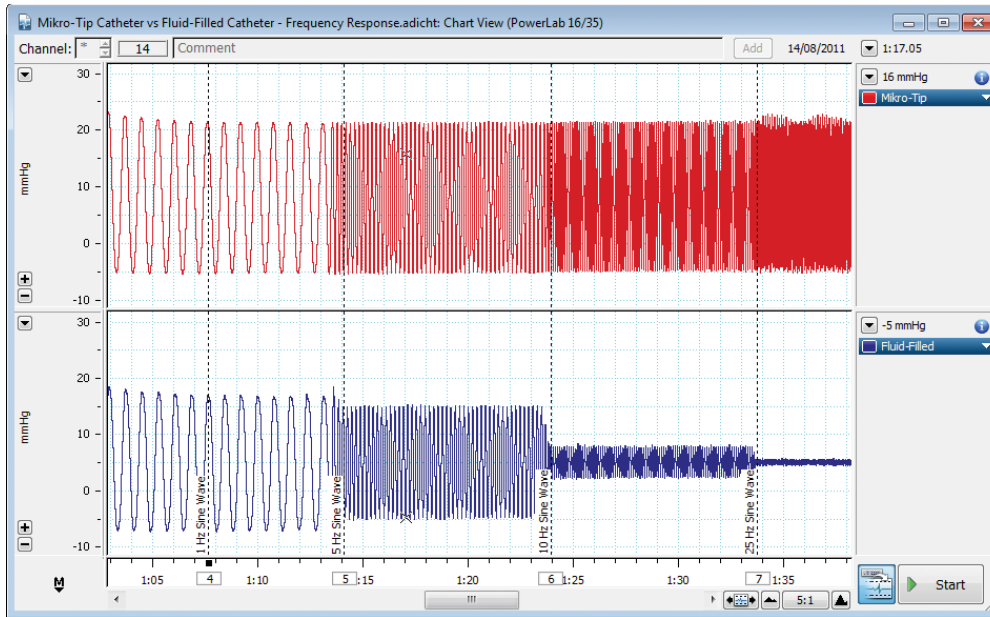 Mikro-Tip Catheter vs Fluid-Filled Catheter - Frequency Response.adicht: Chart View (PowerLab 16/35)
Channel: * 14 Comment Add 14/08/2011 1:17.05
30
20
10
0
-10
mmHg
16 mmHg
Mikro-Tip
30
20
10
0
-10
mmHg
-5 mmHg
Fluid-Filled
1 Hz Sine Wave
5 Hz Sine Wave
10 Hz Sine Wave
25 Hz Sine Wave
M 1:05 4 1:10 5 :15 1:20 6 1:25 1:30 7 1:35
5:1 Start